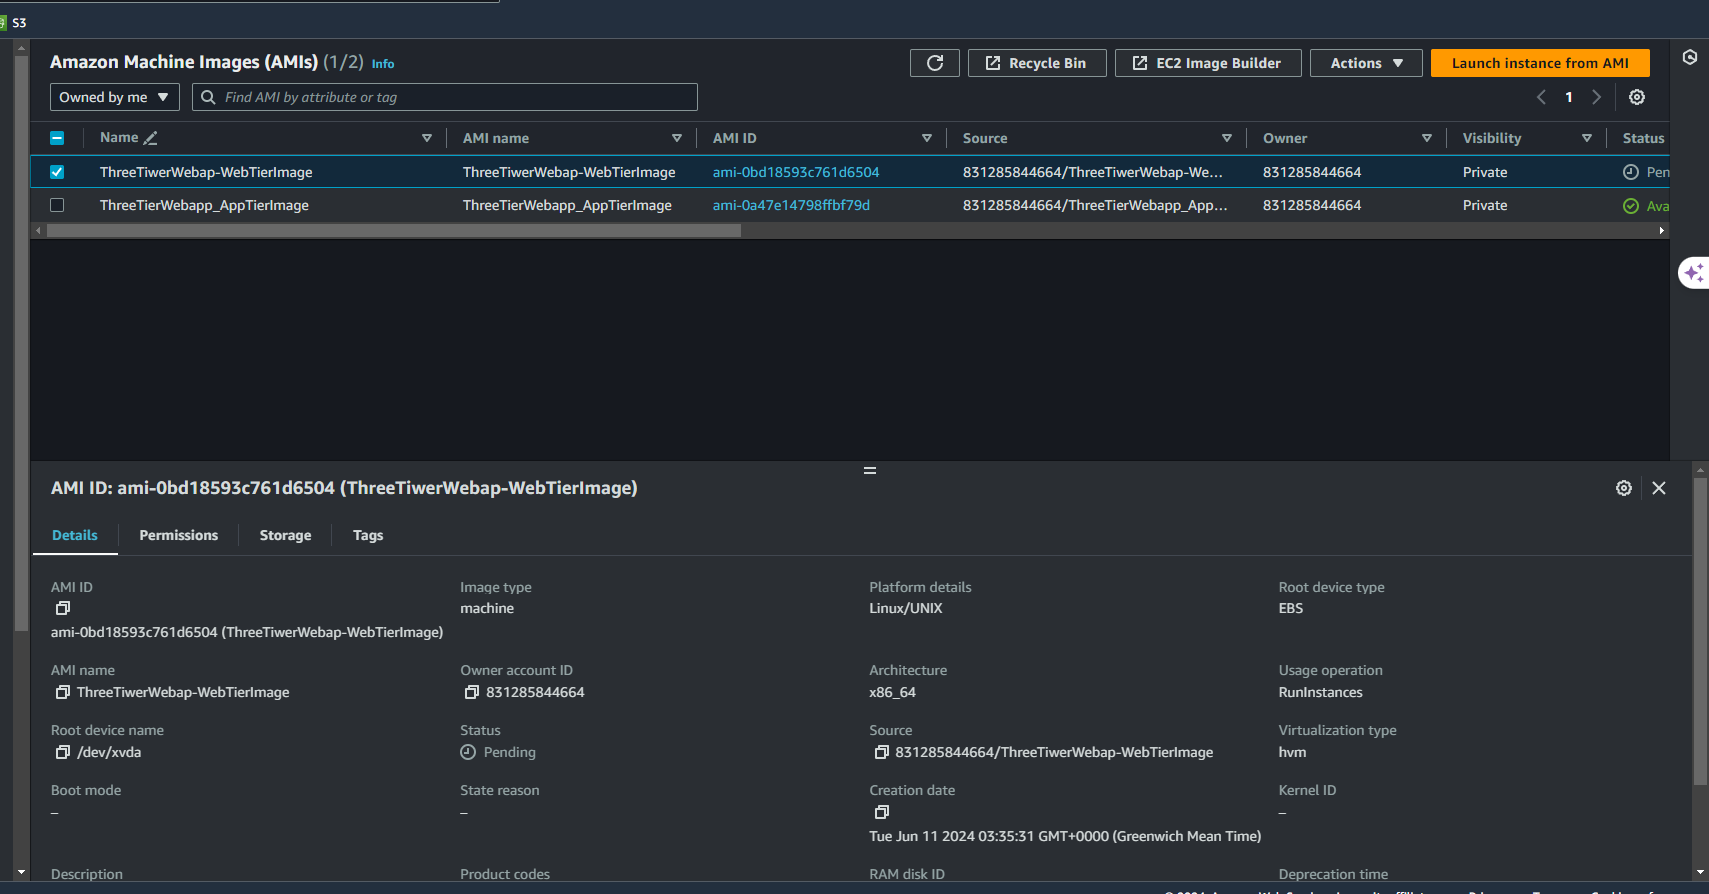 S3
Amazon Machine Images (AMIs) (1/2) Info
Recycle Bin
EC2 Image Builder
Actions
Launch instance from AMI
Owned by me
Find AMI by attribute or tag
1
Name AMI name AMI ID Source Owner Visibility Status
ThreeTiwerWebap-WebTierImage ThreeTiwerWebap-WebTierImage ami-0bd18593c761d6504 831285844664/ThreeTiwerWebap-We... 831285844664 Private Pen
ThreeTierWebapp_AppTierImage ThreeTierWebapp_AppTierImage ami-0a47e14798ffbf79d 831285844664/ThreeTierWebapp_App... 831285844664 Private Ava
AMI ID: ami-0bd18593c761d6504 (ThreeTiwerWebap-WebTierImage)
Details Permissions Storage Tags
AMI ID Image type Platform details Root device type
machine Linux/UNIX EBS
ami-0bd18593c761d6504 (ThreeTiwerWebap-WebTierImage)
AMI name Owner account ID Architecture Usage operation
ThreeTiwerWebap-WebTierImage 831285844664 x86_64 RunInstances
Root device name Status Source Virtualization type
/dev/xvda Pending 831285844664/ThreeTiwerWebap-WebTierImage hvm
Boot mode State reason Creation date Kernel ID
– – –
Tue Jun 11 2024 03:35:31 GMT+0000 (Greenwich Mean Time)
Description Product codes RAM disk ID Deprecation time